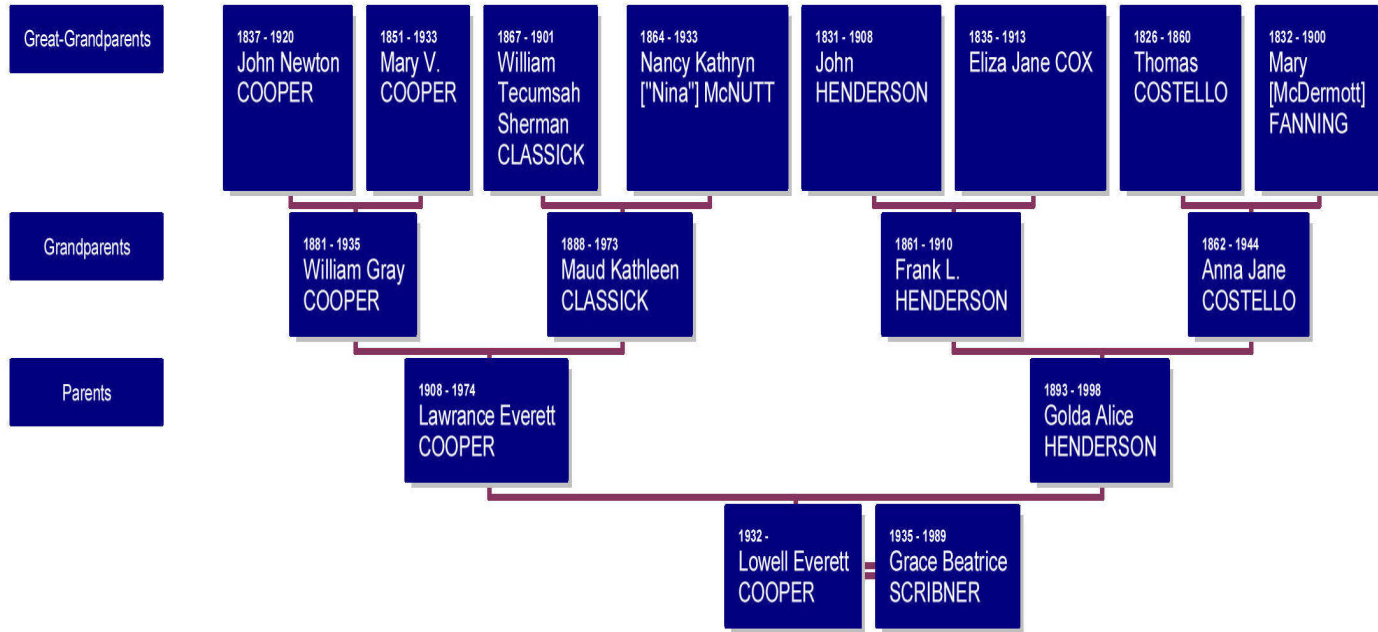 Great-Grandparents
1837 - 1920
John Newton
COOPER
1851 - 1933
Mary V.
COOPER
1867 - 1901
William
Tecumsah
Sherman
CLASSICK
1864 - 1933
Nancy Kathryn
["Nina"] McNUTT
1831 - 1908
John
HENDERSON
1835 - 1913
Eliza Jane COX
1826 - 1860
Thomas
COSTELLO
1832 - 1900
Mary
[McDermott]
FANNING
Grandparents
1881 - 1935
William Gray
COOPER
1888 - 1973
Maud Kathleen
CLASSICK
1861 - 1910
Frank L.
HENDERSON
1862 - 1944
Anna Jane
COSTELLO
Parents
1908 - 1974
Lawrance Everett
COOPER
1893 - 1998
Golda Alice
HENDERSON
1932 -
Lowell Everett
COOPER
1935 - 1989
Grace Beatrice
SCRIBNER